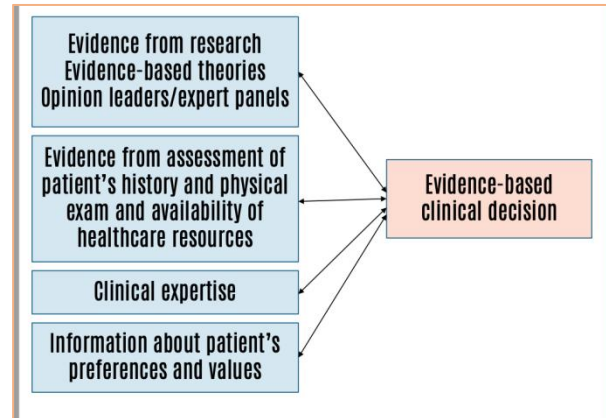 Evidence from research
Evidence-based theories
Opinion leaders/expert panels
Evidence from assessment of
patient's history and physical
exam and availability of
healthcare resources
Clinical expertise
Information about patient's
preferences and values
Evidence-based
clinical decision